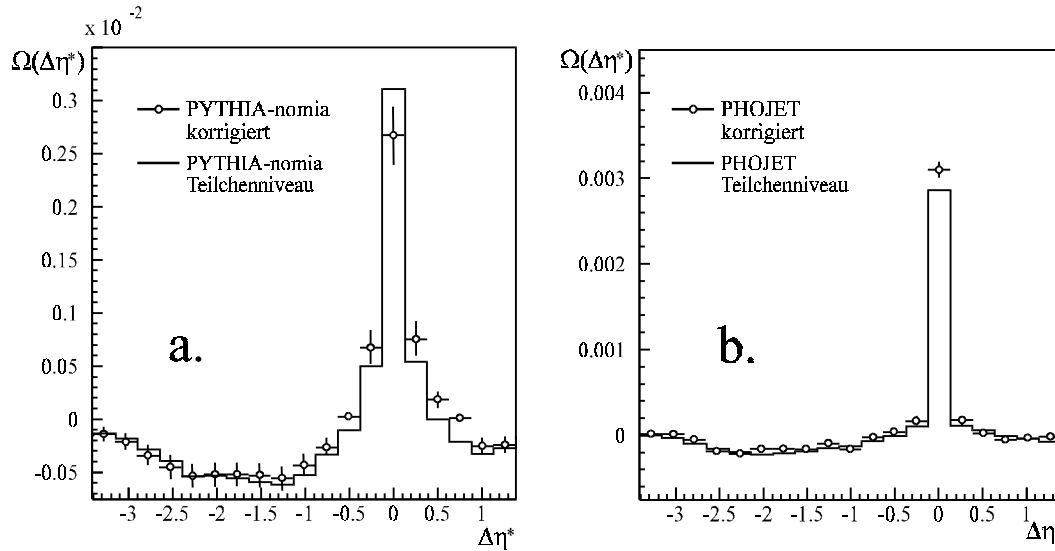 x 10 -2
Ω(Δη*)
0.3
0.25
0.2
0.15
0.1
0.05
0
-0.05
PYTHIA-nomia
korrigiert
PYTHIA-nomia
Teilchenniveau
a.
-3 -2.5 -2 -1.5 -1 -0.5 0 0.5 1
Δη*
Ω(Δη*)
0.004
0.003
0.002
0.001
0
PHOJET
korrigiert
PHOJET
Teilchenniveau
b.
-3 -2.5 -2 -1.5 -1 -0.5 0 0.5 1
Δη